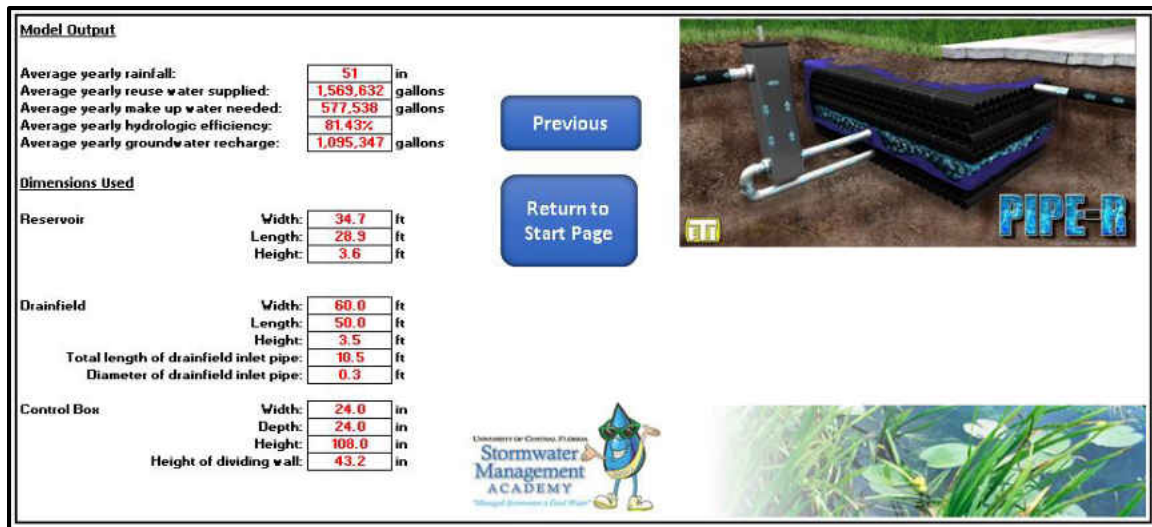 Model Output
Average yearly rainfall: 51 in
Average yearly reuse water supplied: 1,569,632 gallons
Average yearly make up water needed: 577,538 gallons
Average yearly hydrologic efficiency: 81.43%
Average yearly groundwater recharge: 1,095,347 gallons
Dimensions Used
Reservoir Width: 34.7 ft
Length: 28.9 ft
Height: 3.6 ft
Drainfield Width: 60.0 ft
Length: 50.0 ft
Height: 3.5 ft
Total length of drainfield inlet pipe: 10.5 ft
Diameter of drainfield inlet pipe: 0.3 ft
Control Box Width: 24.0 in
Depth: 24.0 in
Height: 108.0 in
Height of dividing wall: 43.2 in
Previous
Return to
Start Page
PIPE-R
UNIVERSITY OF CENTRAL FLORIDA
Stormwater
Management
ACADEMY